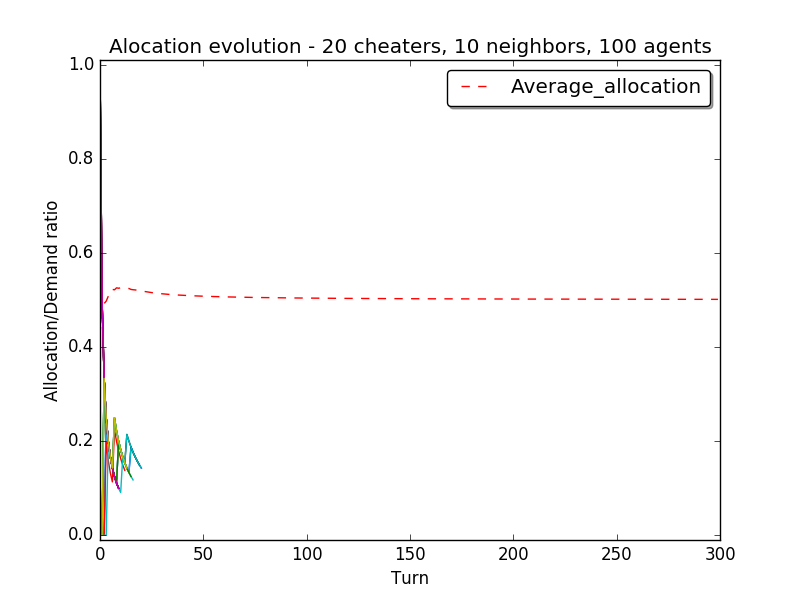 Alocation evolution - 20 cheaters, 10 neighbors, 100 agents
Average_allocation
Allocation/Demand ratio
1.0
0.8
0.6
0.4
0.2
0.0
0 50 100 150 200 250 300
Turn